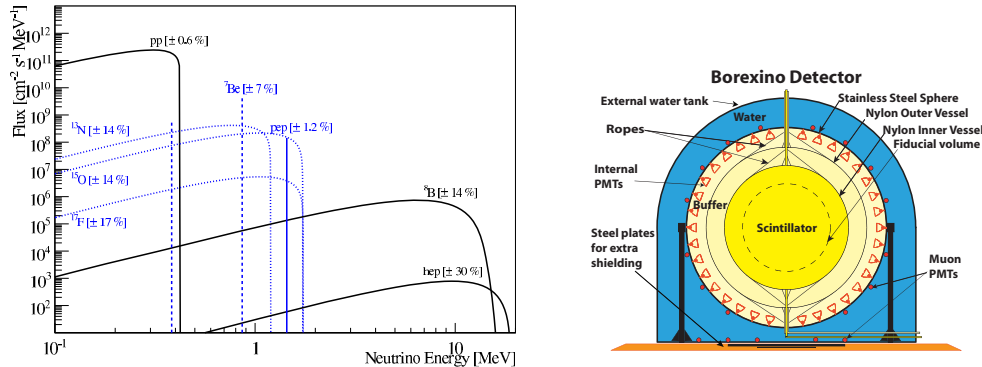 Flux [cm⁻² s⁻¹ MeV⁻¹]
10¹²
10¹¹
10¹⁰
10⁹
10⁸
10⁷
10⁶
10⁵
10⁴
10³
10²
pp [± 0.6 %]
⁷Be [± 7 %]
¹³N [± 14 %]
pep [± 1.2 %]
¹⁵O [± 14 %]
⁸B [± 14 %]
¹⁷F [± 17 %]
hep [± 30 %]
10⁻¹
1
10
Neutrino Energy [MeV]
Borexino Detector
External water tank
Water
Stainless Steel Sphere
Nylon Outer Vessel
Nylon Inner Vessel
Fiducial volume
Ropes
Internal
PMTs
Buffer
Scintillator
Steel plates
for extra
shielding
Muon
PMTs